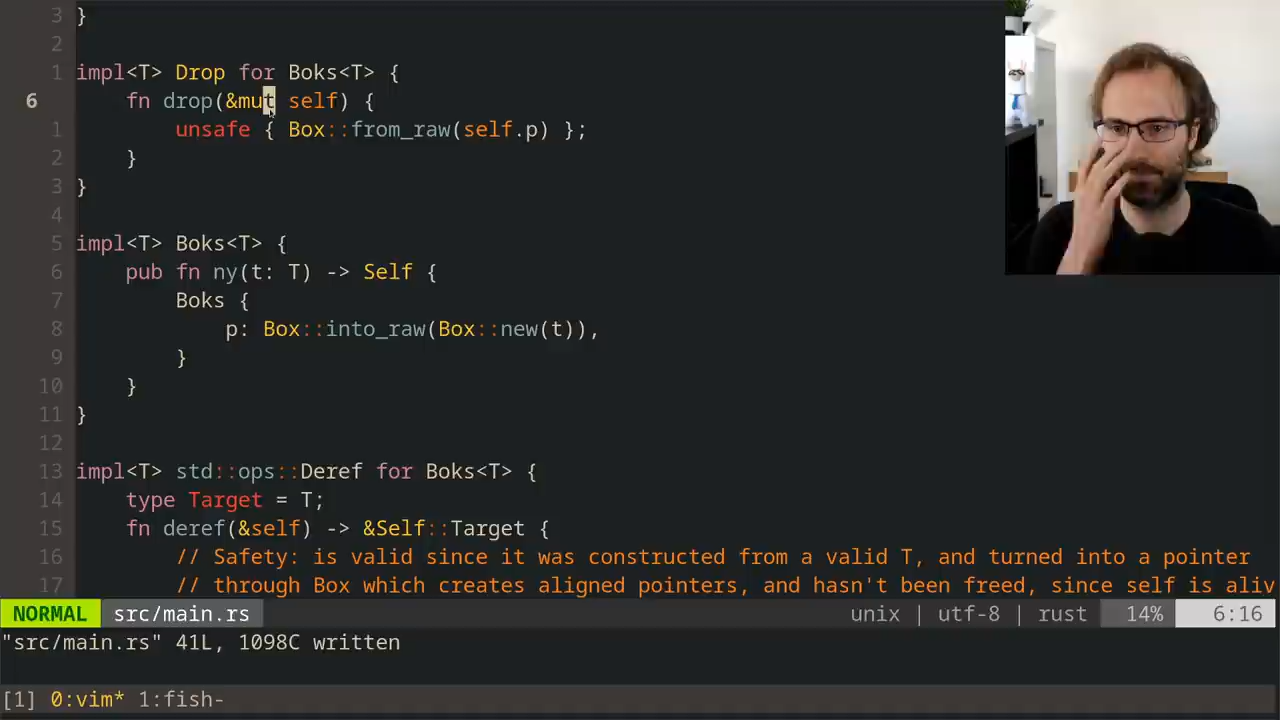 3 }
2
1 impl<T> Drop for Boks<T> {
6 fn drop(&mut self) {
1 unsafe { Box::from_raw(self.p) };
2 }
3 }
4
5 impl<T> Boks<T> {
6 pub fn ny(t: T) -> Self {
7 Boks {
8 p: Box::into_raw(Box::new(t)),
9 }
10 }
11 }
12
13 impl<T> std::ops::Deref for Boks<T> {
14 type Target = T;
15 fn deref(&self) -> &Self::Target {
16 // Safety: is valid since it was constructed from a valid T, and turned into a pointer
17 // through Box which creates aligned pointers, and hasn't been freed, since self is aliv
NORMAL src/main.rs unix | utf-8 | rust 14% 6:16
"src/main.rs" 41L, 1098C written
[1] 0:vim* 1:fish-